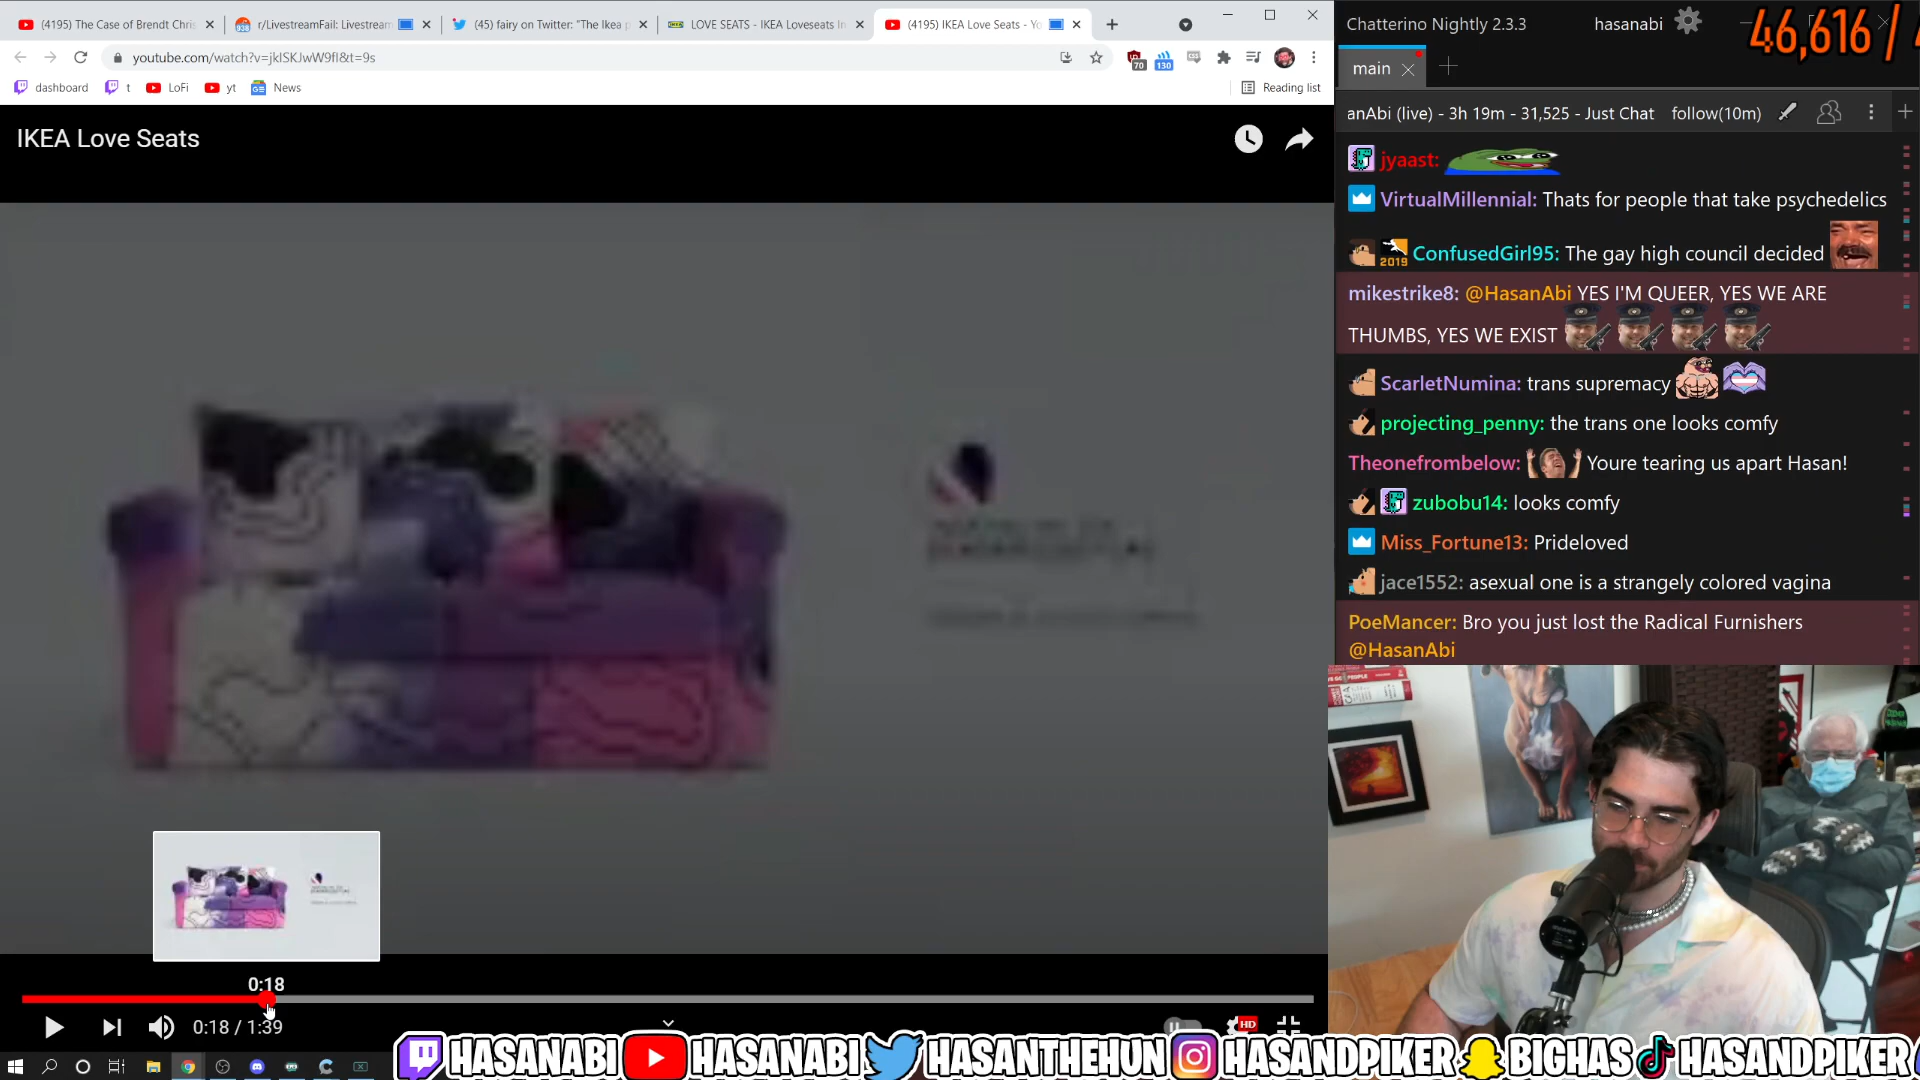 (4195) The Case of Brendt Chris
r/LivestreamFail: Livestream
(45) fairy on Twitter: "The Ikea p
LOVE SEATS - IKEA Loveseats In
(4195) IKEA Love Seats - Yo
youtube.com/watch?v=jkISKJwW9fI&t=9s
70
130
dashboard
t
LoFi
yt
News
Reading list
IKEA Love Seats
0:18
0:18 / 1:39
HD
HASANABI
HASANABI
HASANTHEHUN
HASANDPIKER
BIGHAS
HASANDPIKER
Chatterino Nightly 2.3.3
hasanabi
46,616 /
main
anAbi (live) - 3h 19m - 31,525 - Just Chat
follow(10m)
jyaast:
VirtualMillennial: Thats for people that take psychedelics
2019 ConfusedGirl95: The gay high council decided
mikestrike8: @HasanAbi YES I'M QUEER, YES WE ARE
THUMBS, YES WE EXIST
ScarletNumina: trans supremacy
projecting_penny: the trans one looks comfy
Theonefrombelow: Youre tearing us apart Hasan!
zubobu14: looks comfy
Miss_Fortune13: Prideloved
jace1552: asexual one is a strangely colored vagina
PoeMancer: Bro you just lost the Radical Furnishers
@HasanAbi